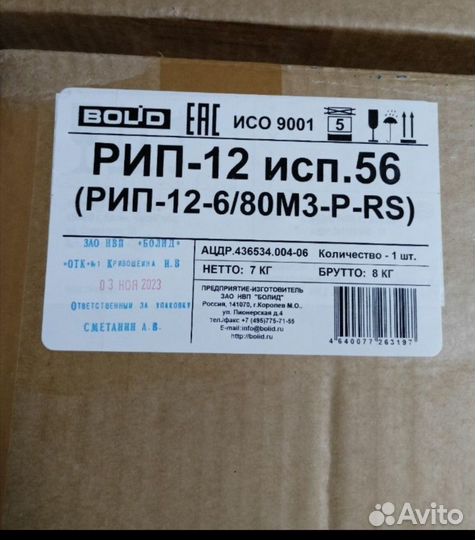 BOLID EAC ИСО 9001 5
РИП-12 исп.56
(РИП-12-6/80М3-Р-RS)
ЗАО НВП "БОЛИД"
"ОТК"№1 Кривошеина Н.В
03 НОЯ 2023
Ответственный за упаковку
СМЕТАНИН А.В.
АЦДР.436534.004-06 Количество - 1 шт.
НЕТТО: 7 КГ БРУТТО: 8 КГ
ПРЕДПРИЯТИЕ-ИЗГОТОВИТЕЛЬ
ЗАО НВП "БОЛИД"
Россия, 141070, г.Королев М.О.,
ул. Пионерская д.4
тел./факс +7 (495)775-71-55
E-mail:info@bolid.ru
http://bolid.ru
4640077263197
Avito